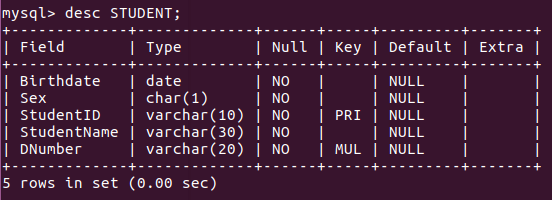 mysql> desc STUDENT;
+-------------+-------------+------+-----+---------+-------+
| Field       | Type        | Null | Key | Default | Extra |
+-------------+-------------+------+-----+---------+-------+
| Birthdate   | date        | NO   |     | NULL    |       |
| Sex         | char(1)     | NO   |     | NULL    |       |
| StudentID   | varchar(10) | NO   | PRI | NULL    |       |
| StudentName | varchar(30) | NO   |     | NULL    |       |
| DNumber     | varchar(20) | NO   | MUL | NULL    |       |
+-------------+-------------+------+-----+---------+-------+
5 rows in set (0.00 sec)